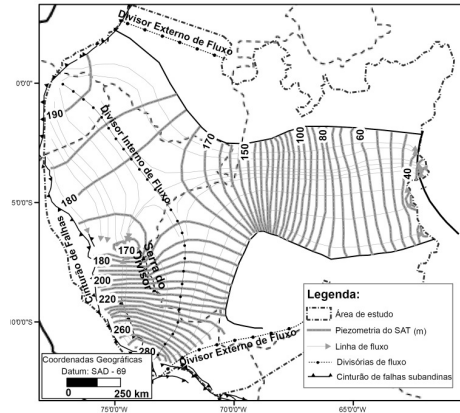 Divisor Externo de Fluxo
0°0'0"
190
Divisor Interno de Fluxo
170
150
100
80
60
40
180
5°0'0"S
Cinturão de Falhas
170
Serra do Divisor
180
200
220
260
280
10°0'0"S
Divisor Externo de Fluxo
Legenda:
Área de estudo
Piezometria do SAT (m)
Linha de fluxo
Divisórias de fluxo
Cinturão de falhas subandinas
Coordenadas Geográficas
Datum: SAD - 69
0
250 km
75°0'0"W
70°0'0"W
65°0'0"W